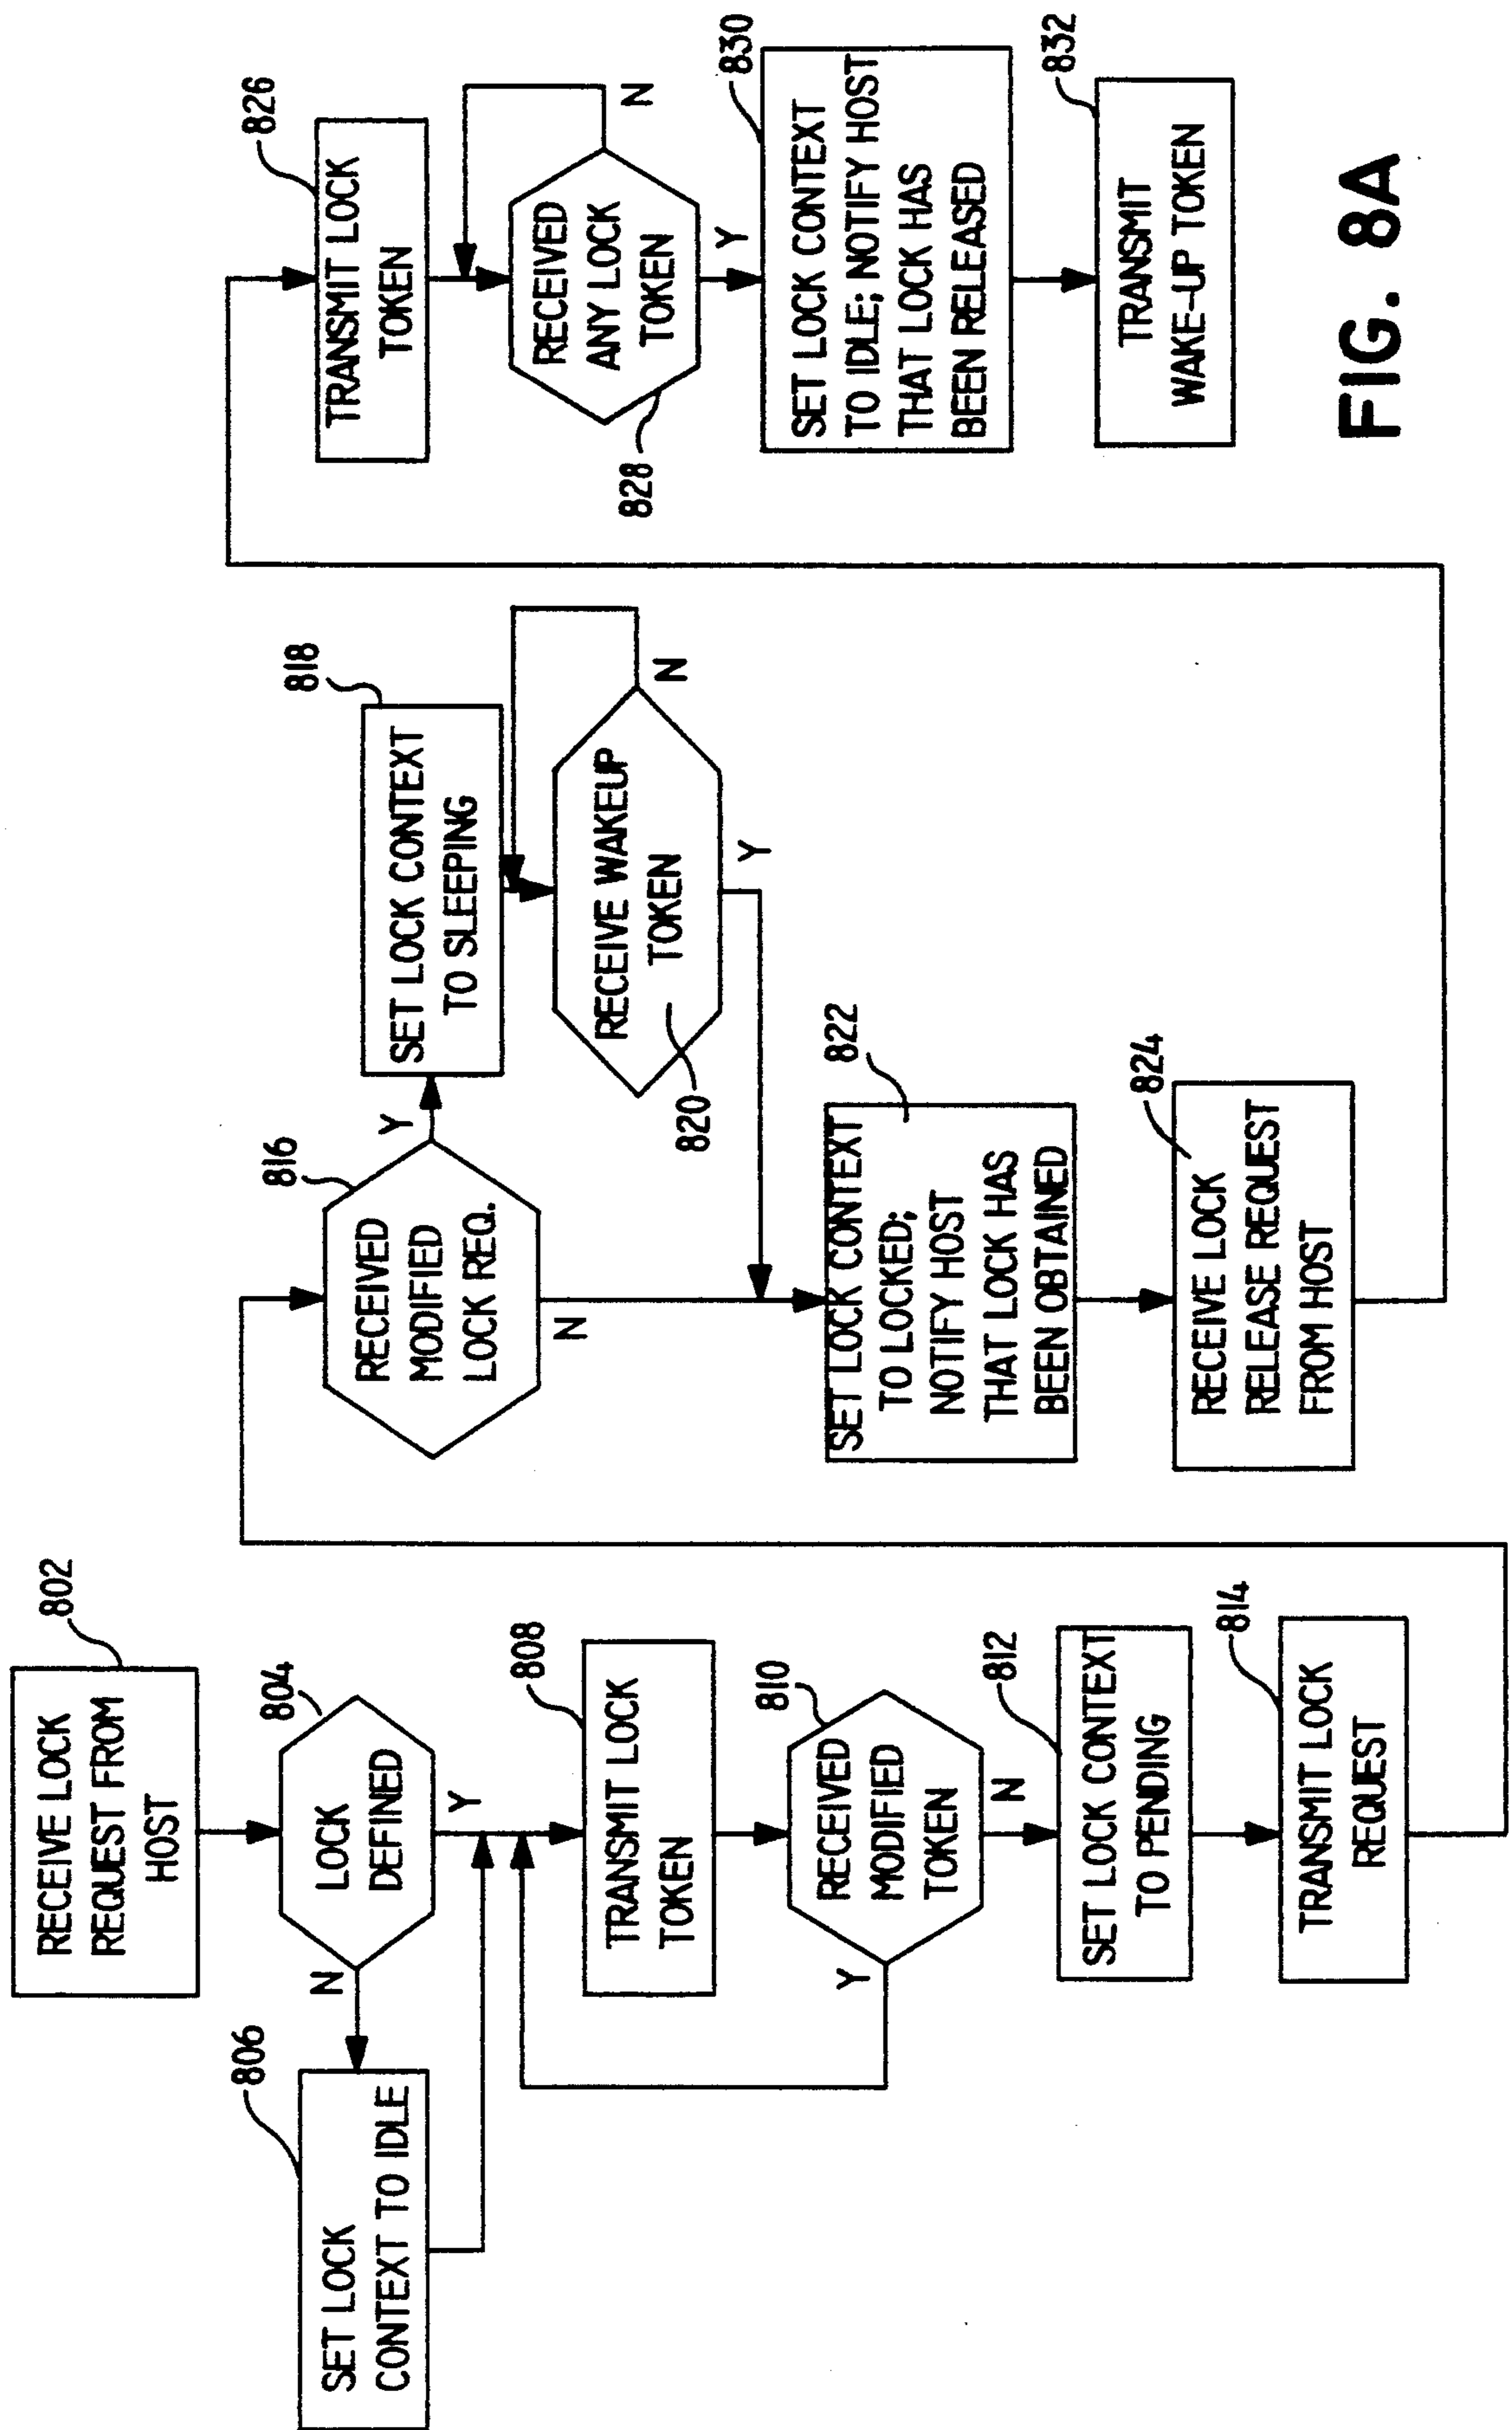 802
RECEIVE LOCK
REQUEST FROM
HOST
804
LOCK
DEFINED
N
Y
806
SET LOCK
CONTEXT TO IDLE
808
TRANSMIT LOCK
TOKEN
810
RECEIVED
MODIFIED
TOKEN
Y
N
812
SET LOCK CONTEXT
TO PENDING
814
TRANSMIT LOCK
REQUEST
816
RECEIVED
MODIFIED
LOCK REQ.
Y
N
818
SET LOCK CONTEXT
TO SLEEPING
RECEIVE WAKEUP
TOKEN
820
N
Y
822
SET LOCK CONTEXT
TO LOCKED;
NOTIFY HOST
THAT LOCK HAS
BEEN OBTAINED
824
RECEIVE LOCK
RELEASE REQUEST
FROM HOST
826
TRANSMIT LOCK
TOKEN
RECEIVED
ANY LOCK
TOKEN
828
N
Y
830
SET LOCK CONTEXT
TO IDLE; NOTIFY HOST
THAT LOCK HAS
BEEN RELEASED
832
TRANSMIT
WAKE-UP TOKEN
FIG. 8A